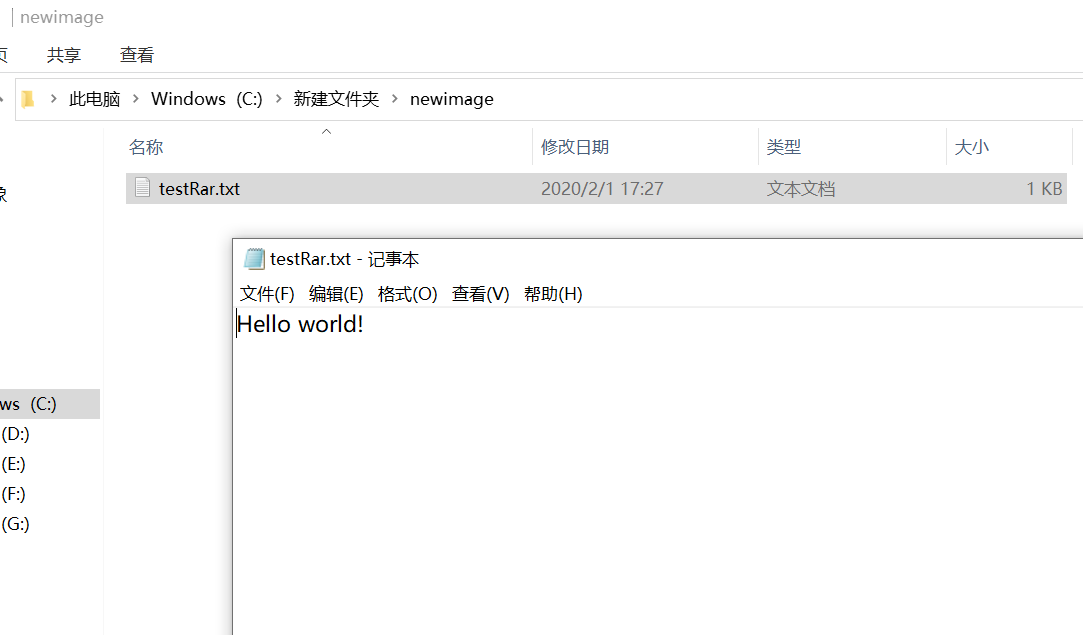 newimage
页 共享 查看
此电脑 Windows (C:) 新建文件夹 newimage
名称 修改日期 类型 大小
testRar.txt 2020/2/1 17:27 文本文档 1 KB
象
testRar.txt - 记事本
文件(F) 编辑(E) 格式(O) 查看(V) 帮助(H)
Hello world!
ws (C:)
(D:)
(E:)
(F:)
(G:)